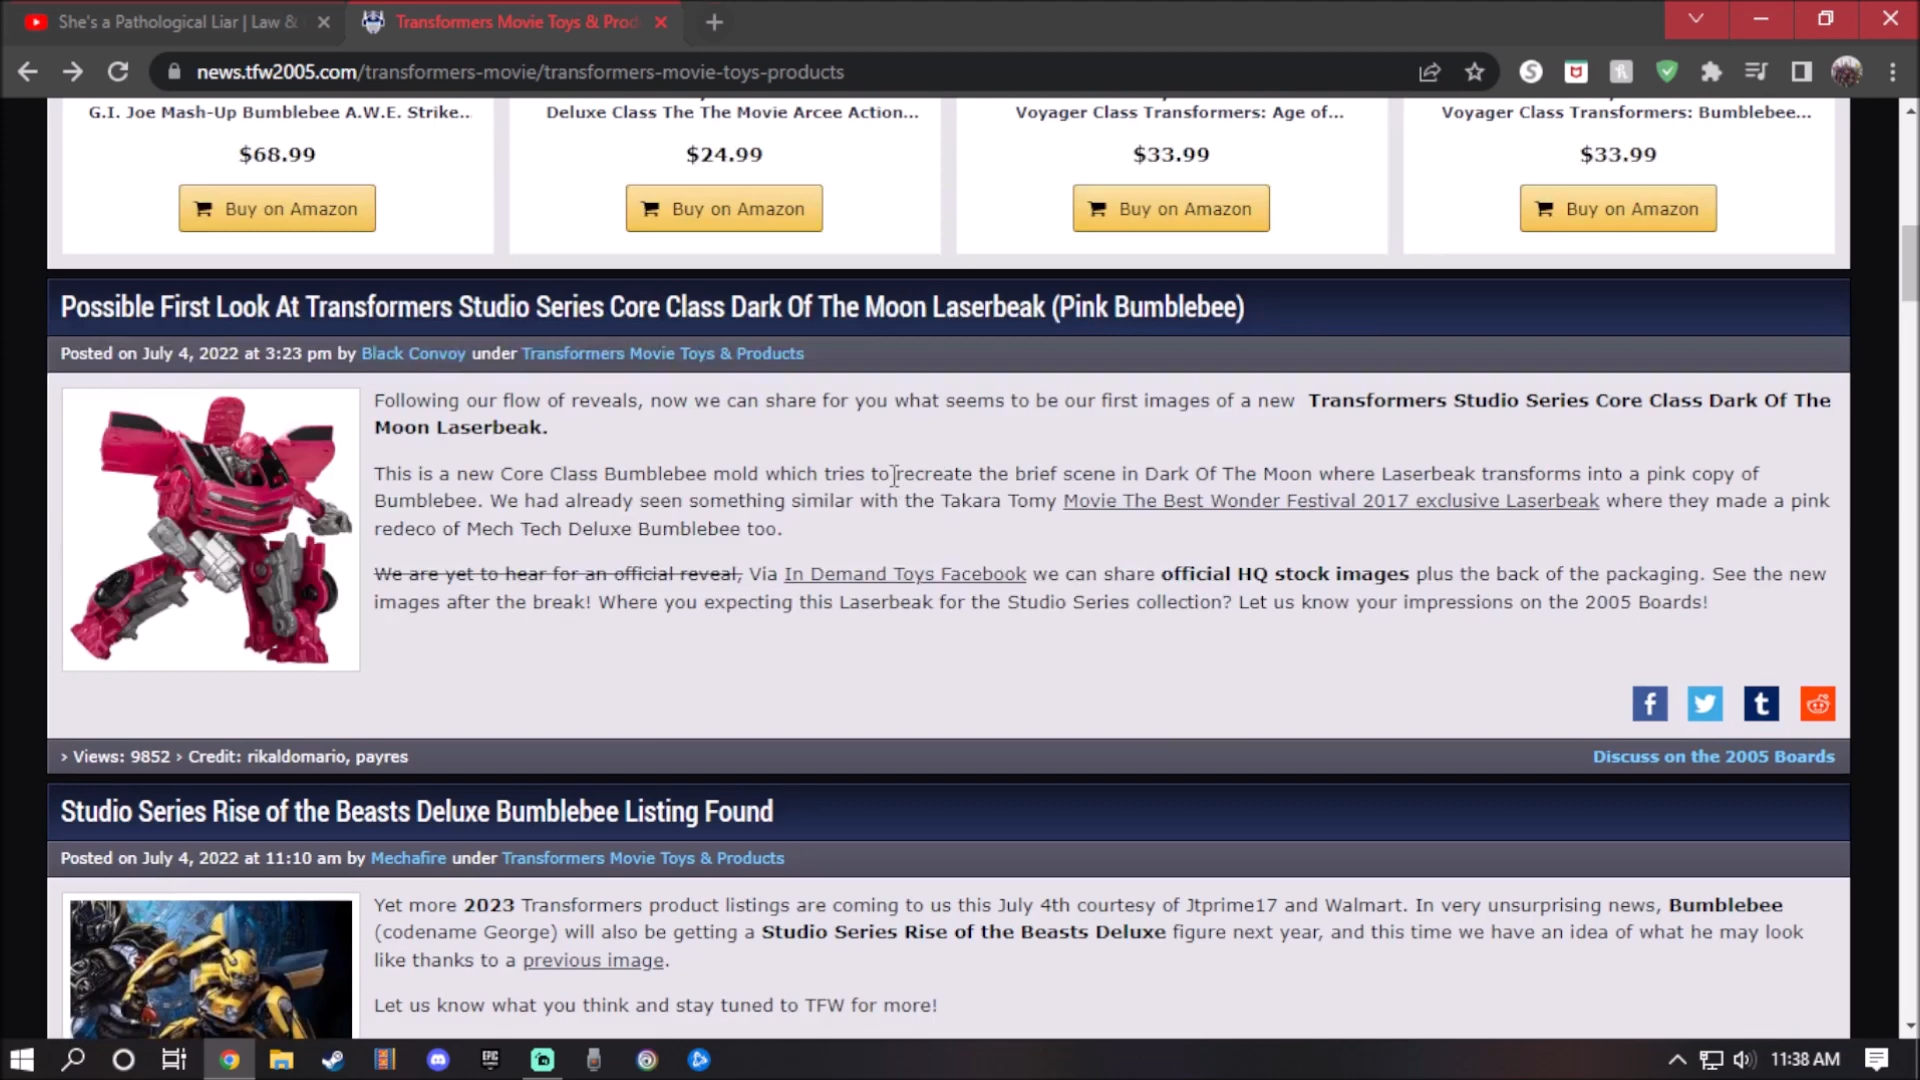 She's a Pathological Liar | Law &
Transformers Movie Toys & Prod
news.tfw2005.com/transformers-movie/transformers-movie-toys-products
G.I. Joe Mash-Up Bumblebee A.W.E. Strike...
Deluxe Class The The Movie Arcee Action...
Voyager Class Transformers: Age of...
Voyager Class Transformers: Bumblebee...
$68.99
$24.99
$33.99
$33.99
Buy on Amazon
Buy on Amazon
Buy on Amazon
Buy on Amazon
Possible First Look At Transformers Studio Series Core Class Dark Of The Moon Laserbeak (Pink Bumblebee)
Posted on July 4, 2022 at 3:23 pm by Black Convoy under Transformers Movie Toys & Products
Following our flow of reveals, now we can share for you what seems to be our first images of a new Transformers Studio Series Core Class Dark Of The
Moon Laserbeak.
This is a new Core Class Bumblebee mold which tries to recreate the brief scene in Dark Of The Moon where Laserbeak transforms into a pink copy of
Bumblebee. We had already seen something similar with the Takara Tomy Movie The Best Wonder Festival 2017 exclusive Laserbeak where they made a pink
redeco of Mech Tech Deluxe Bumblebee too.
We are yet to hear for an official reveal, Via In Demand Toys Facebook we can share official HQ stock images plus the back of the packaging. See the new
images after the break! Where you expecting this Laserbeak for the Studio Series collection? Let us know your impressions on the 2005 Boards!
› Views: 9852 › Credit: rikaldomario, payres
Discuss on the 2005 Boards
Studio Series Rise of the Beasts Deluxe Bumblebee Listing Found
Posted on July 4, 2022 at 11:10 am by Mechafire under Transformers Movie Toys & Products
Yet more 2023 Transformers product listings are coming to us this July 4th courtesy of Jtprime17 and Walmart. In very unsurprising news, Bumblebee
(codename George) will also be getting a Studio Series Rise of the Beasts Deluxe figure next year, and this time we have an idea of what he may look
like thanks to a previous image.
Let us know what you think and stay tuned to TFW for more!
EPIC
11:38 AM